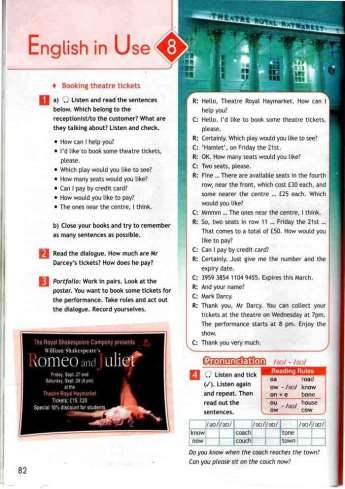 English in Use 8
THEATRE ROYAL HAYMARKET
Booking theatre tickets
1 a) Listen and read the sentences
below. Which belong to the
receptionist/to the customer? What are
they talking about? Listen and check.
• How can I help you?
• I'd like to book some theatre tickets,
please.
• Which play would you like to see?
• How many seats would you like?
• Can I pay by credit card?
• How would you like to pay?
• The ones near the centre, I think.
b) Close your books and try to remember
as many sentences as possible.
2 Read the dialogue. How much are Mr
Darcey's tickets? How does he pay?
3 Portfolio: Work in pairs. Look at the
poster. You want to book some tickets for
the performance. Take roles and act out
the dialogue. Record yourselves.
The Royal Shakespeare Company presents
William Shakespeare's
Romeo and Juliet
Friday, Sept. 27 and
Saturday, Sept. 28 (8 pm)
at the
Theatre Royal Haymarket
Tickets: £15, £20
Special 10% discount for students
82
R: Hello, Theatre Royal Haymarket. How can I
help you?
C: Hello. I'd like to book some theatre tickets,
please.
R: Certainly. Which play would you like to see?
C: 'Hamlet', on Friday the 21st.
R: OK, How many seats would you like?
C: Two seats, please.
R: Fine ... There are available seats in the fourth
row, near the front, which cost £30 each, and
some nearer the centre ... £25 each. Which
would you like?
C: Mmmm ... The ones near the centre, I think.
R: So, two seats in row 11 ... Friday the 21st ...
That comes to a total of £50. How would you
like to pay?
C: Can I pay by credit card?
R: Certainly. Just give me the number and the
expiry date.
C: 3959 3854 1104 9455. Expires this March.
R: And your name?
C: Mark Darcy.
R: Thank you, Mr Darcy. You can collect your
tickets at the theatre on Wednesday at 7pm.
The performance starts at 8 pm. Enjoy the
show.
C: Thank you very much.
Pronunciation /əʊ/ - /aʊ/
4 Listen and tick
(✓). Listen again
and repeat. Then
read out the
sentences.
Reading Rules
oa road
ow - /əʊ/ know
on + e bone
ou - /aʊ/ house
ow cow
/əʊ/ /aʊ/ /əʊ/ /aʊ/ /əʊ/ /aʊ/
know coach tone
now couch town
Do you know when the coach reaches the town?
Can you please sit on the couch now?